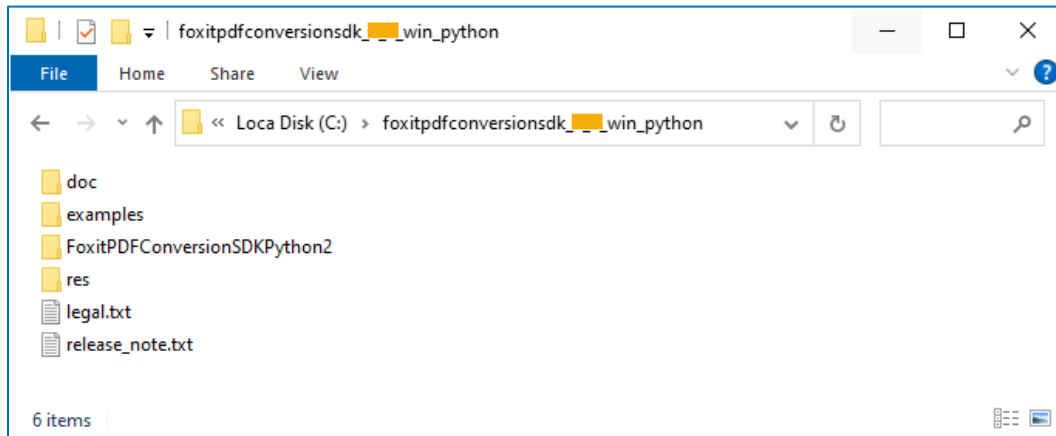 foxitpdfconversionsdk_ _ _win_python
File Home Share View
« Loca Disk (C:) › foxitpdfconversionsdk_ _ _win_python
doc
examples
FoxitPDFConversionSDKPython2
res
legal.txt
release_note.txt
6 items